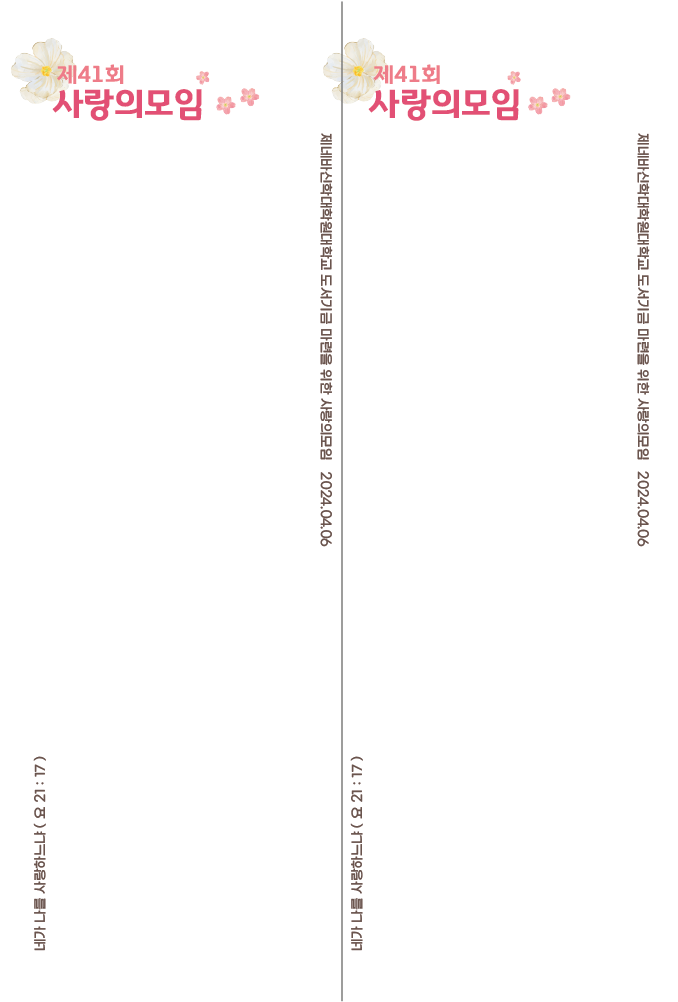 제41회
사랑의모임
제네바신학대학원대학교 도서기금 마련을 위한 사랑의모임 2024.04.06
네가 나를 사랑하느냐 ( 요 21 : 17 )
제41회
사랑의모임
제네바신학대학원대학교 도서기금 마련을 위한 사랑의모임 2024.04.06
네가 나를 사랑하느냐 ( 요 21 : 17 )